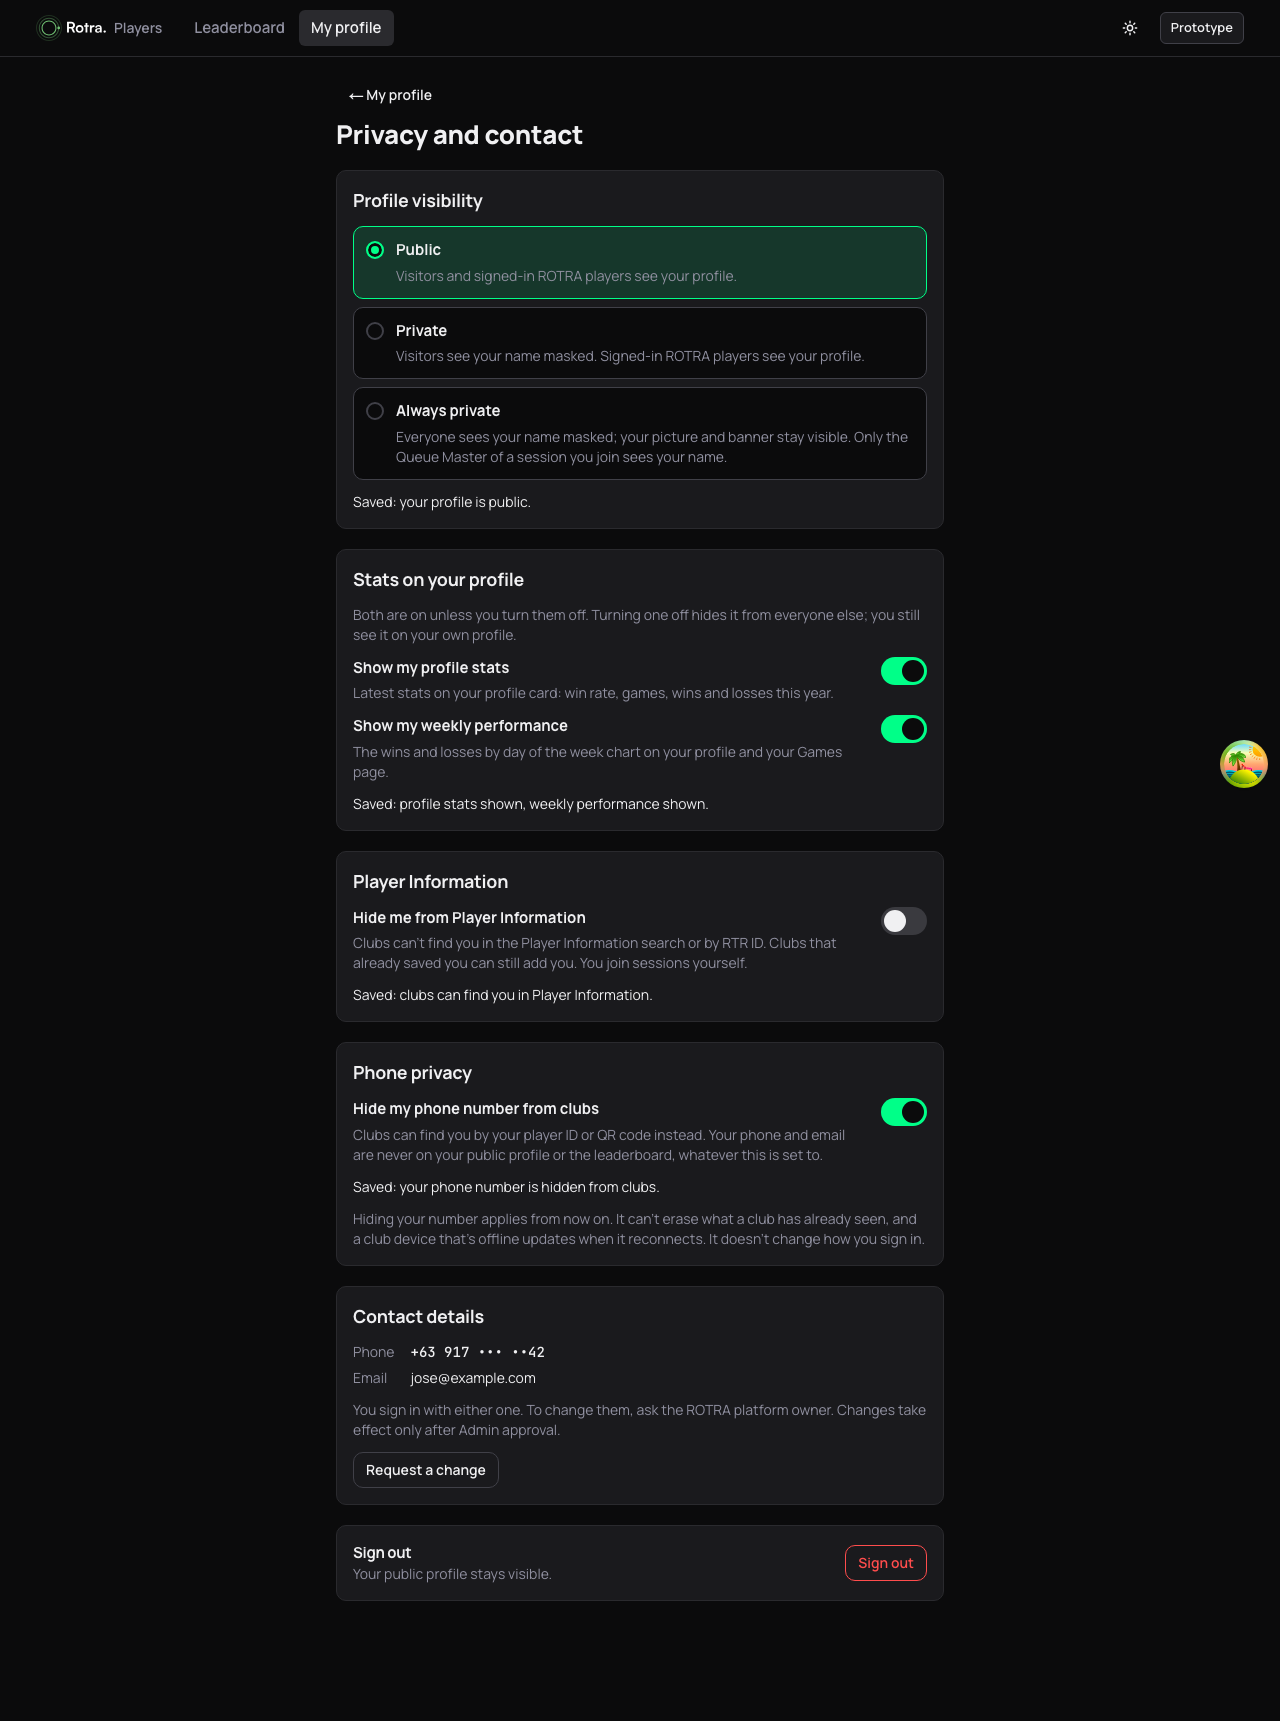 Rotra. Players Leaderboard My profile Prototype
← My profile
Privacy and contact
Profile visibility
Public
Visitors and signed-in ROTRA players see your profile.
Private
Visitors see your name masked. Signed-in ROTRA players see your profile.
Always private
Everyone sees your name masked; your picture and banner stay visible. Only the
Queue Master of a session you join sees your name.
Saved: your profile is public.
Stats on your profile
Both are on unless you turn them off. Turning one off hides it from everyone else; you still
see it on your own profile.
Show my profile stats
Latest stats on your profile card: win rate, games, wins and losses this year.
Show my weekly performance
The wins and losses by day of the week chart on your profile and your Games
page.
Saved: profile stats shown, weekly performance shown.
Player Information
Hide me from Player Information
Clubs can't find you in the Player Information search or by RTR ID. Clubs that
already saved you can still add you. You join sessions yourself.
Saved: clubs can find you in Player Information.
Phone privacy
Hide my phone number from clubs
Clubs can find you by your player ID or QR code instead. Your phone and email
are never on your public profile or the leaderboard, whatever this is set to.
Saved: your phone number is hidden from clubs.
Hiding your number applies from now on. It can't erase what a club has already seen, and
a club device that's offline updates when it reconnects. It doesn't change how you sign in.
Contact details
Phone +63 917 ••• ••42
Email jose@example.com
You sign in with either one. To change them, ask the ROTRA platform owner. Changes take
effect only after Admin approval.
Request a change
Sign out
Your public profile stays visible.
Sign out